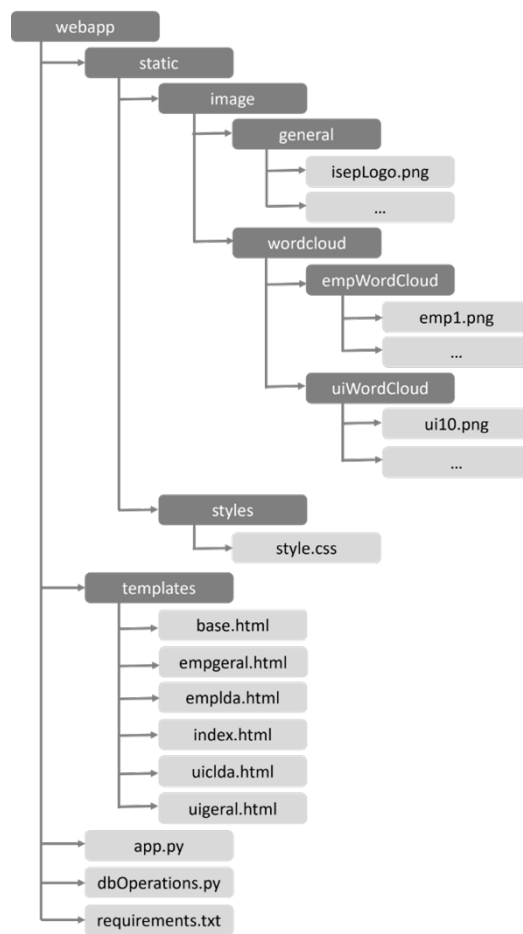 webapp
static
image
general
isepLogo.png
...
wordcloud
empWordCloud
emp1.png
...
uiWordCloud
ui10.png
...
styles
style.css
templates
base.html
empgeral.html
emplda.html
index.html
uiclda.html
uigeral.html
app.py
dbOperations.py
requirements.txt